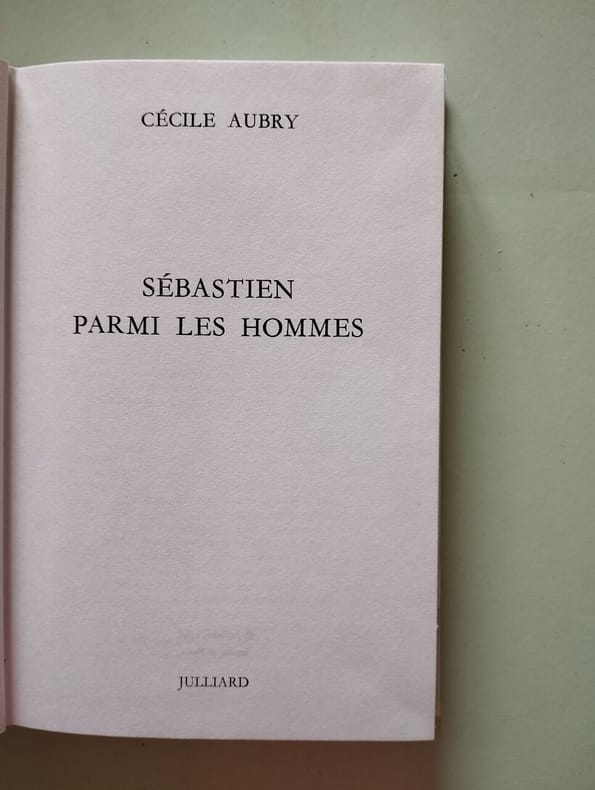 CÉCILE AUBRY
SÉBASTIEN
PARMI LES HOMMES
JULLIARD